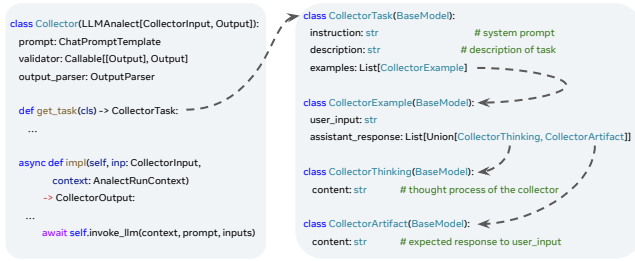 class Collector(LLMAnalect[CollectorInput, Output]):
prompt: ChatPromptTemplate
validator: Callable[[Output], Output]
output_parser: OutputParser
def get_task(cls) -> CollectorTask:
...
async def impl(self, inp: CollectorInput,
context: AnalectRunContext)
-> CollectorOutput:
...
await self.invoke_llm(context, prompt, inputs)
class CollectorTask(BaseModel):
instruction: str # system prompt
description: str # description of task
examples: List[CollectorExample]
class CollectorExample(BaseModel):
user_input: str
assistant_response: List[Union[CollectorThinking, CollectorArtifact]]
class CollectorThinking(BaseModel):
content: str # thought process of the collector
class CollectorArtifact(BaseModel):
content: str # expected response to user_input